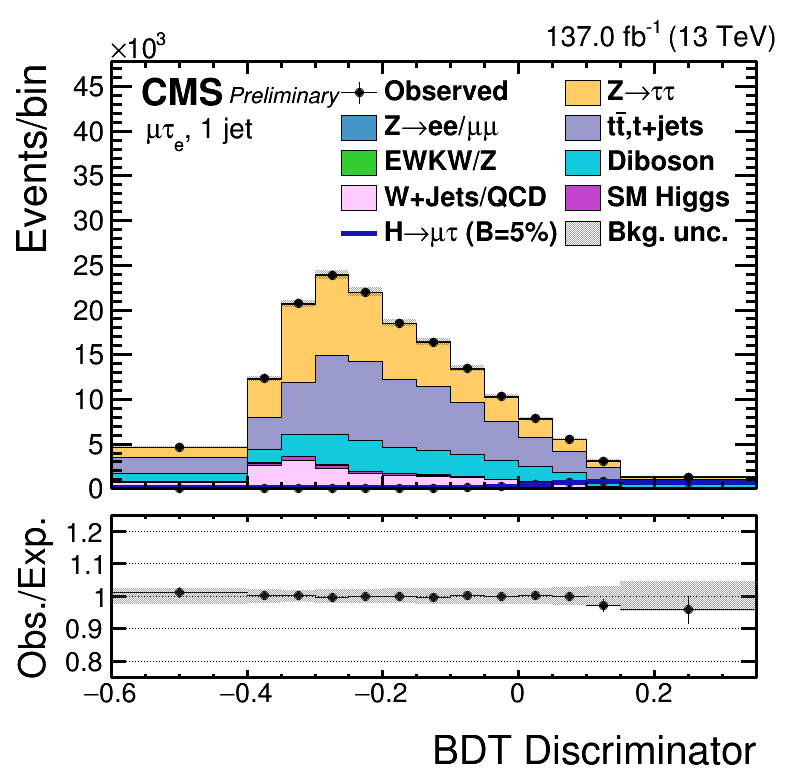 137.0 fb⁻¹ (13 TeV)
×10³
Events/bin
45
40
35
30
25
20
15
10
5
0
CMS Preliminary
μτₑ, 1 jet
Observed
Z→ττ
Z→ee/μμ
tt̄,t+jets
EWKW/Z
Diboson
W+Jets/QCD
SM Higgs
H→μτ (B=5%)
Bkg. unc.
Obs./Exp.
1.2
1.1
1
0.9
0.8
−0.6
−0.4
−0.2
0
0.2
BDT Discriminator